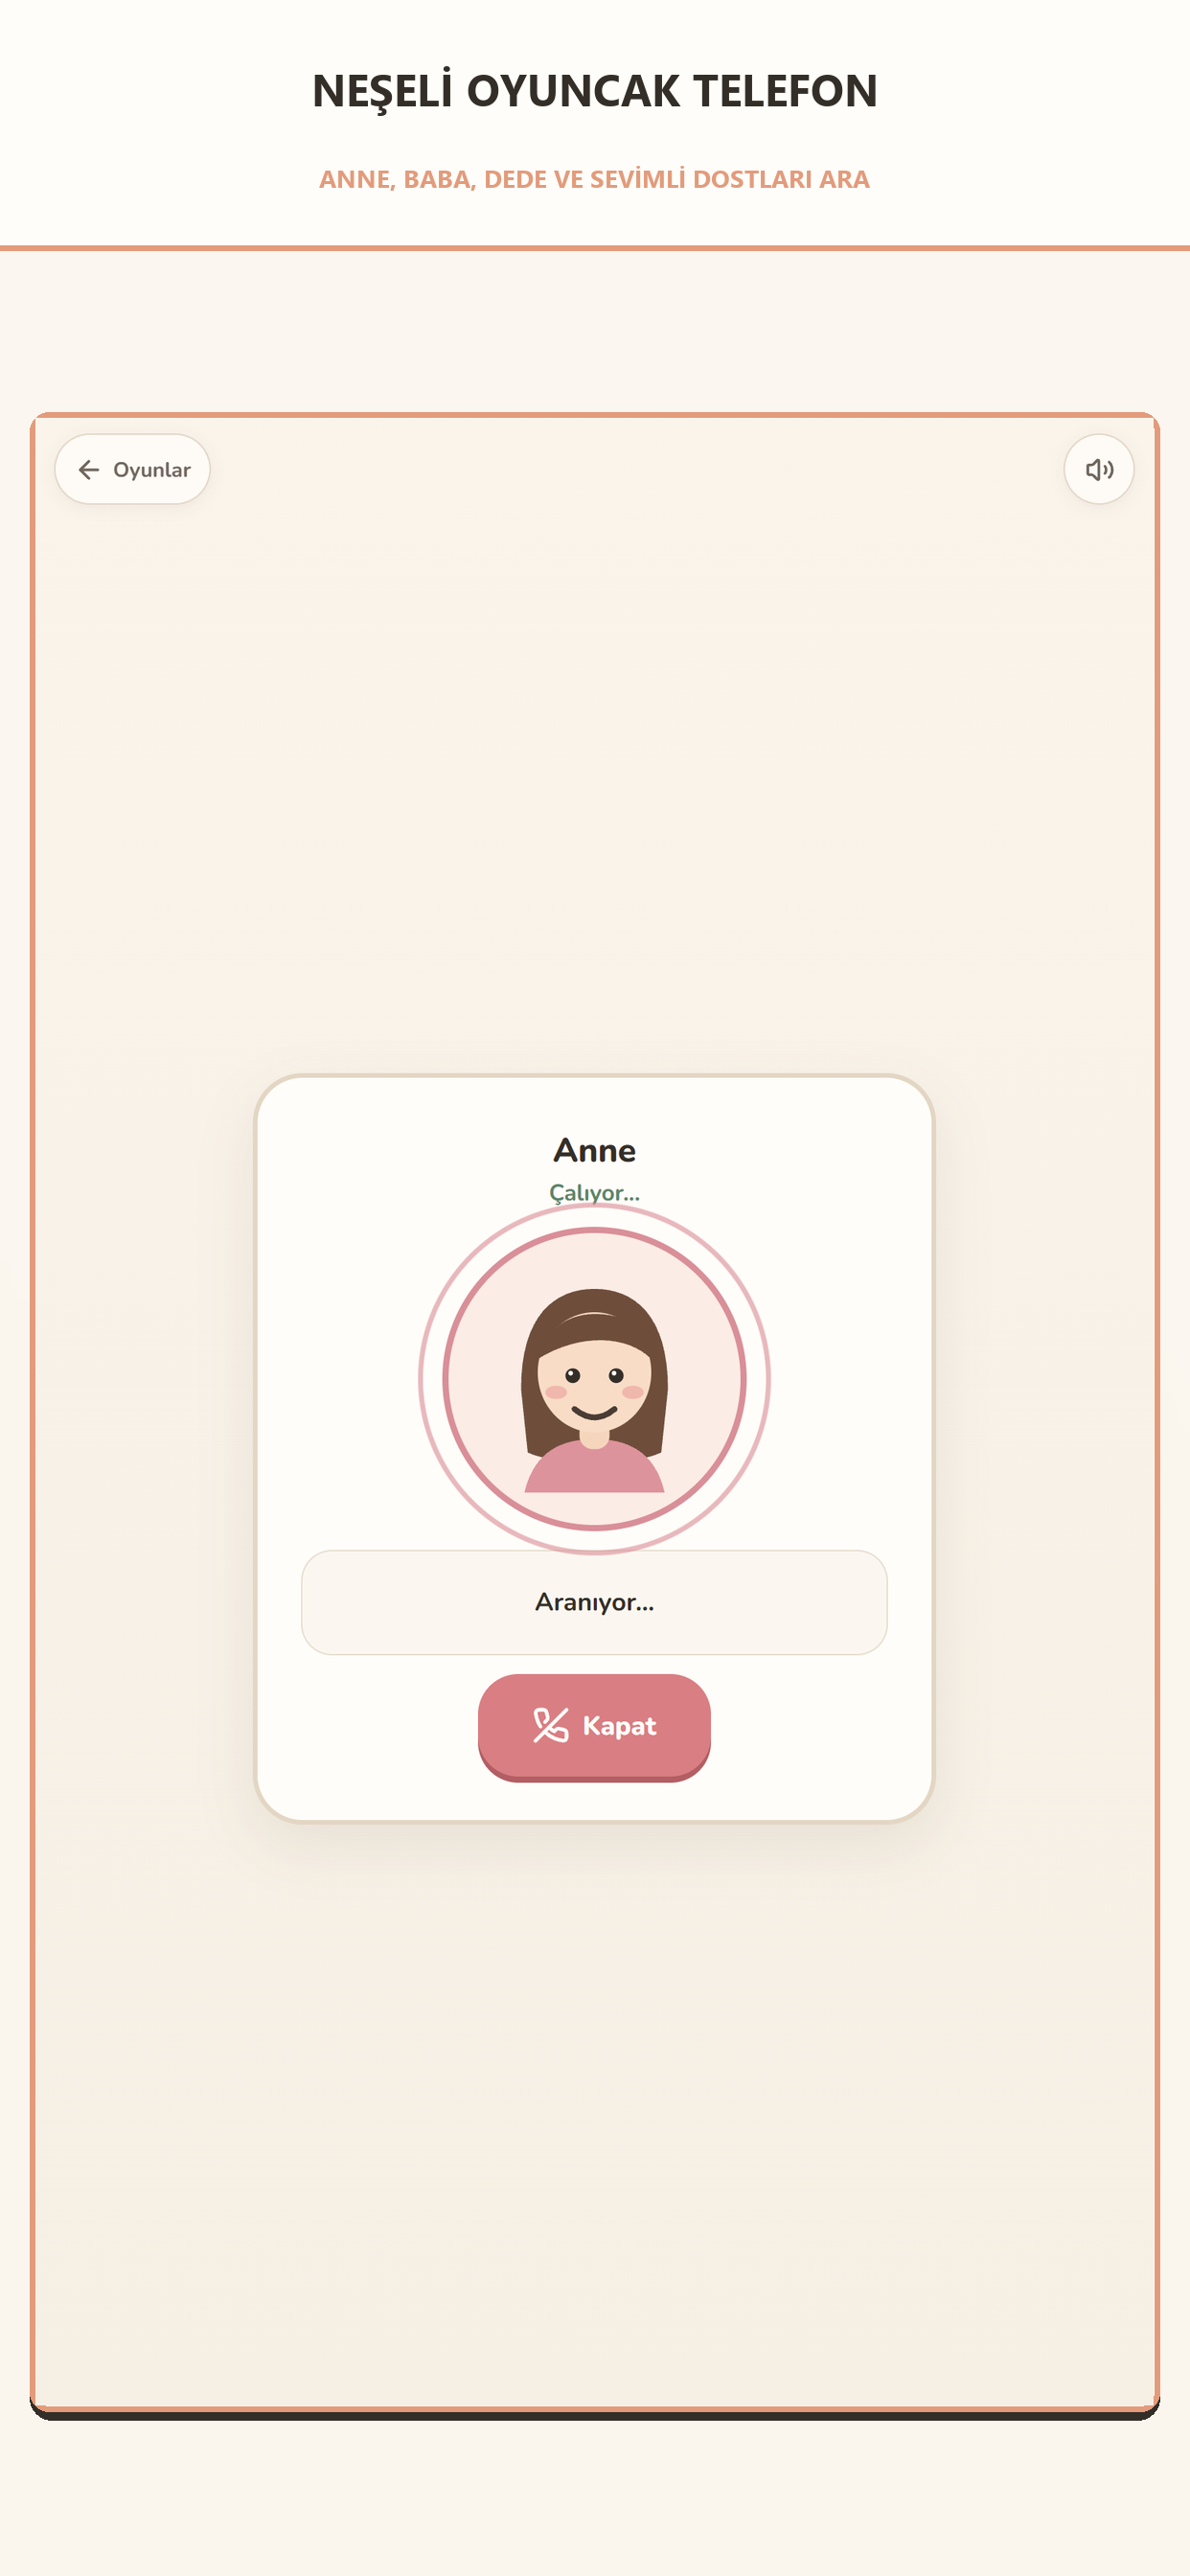 NEŞELİ OYUNCAK TELEFON
ANNE, BABA, DEDE VE SEVİMLİ DOSTLARI ARA
Oyunlar
Anne
Çalıyor...
Aranıyor...
Kapat